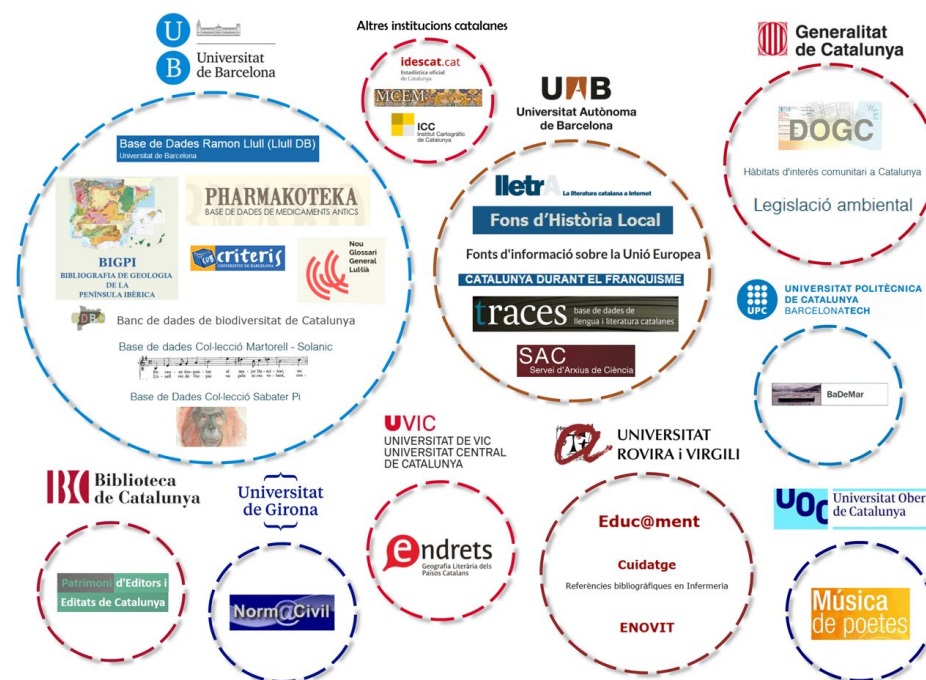 Altres institucions catalanes
idescat.cat
Estadística oficial
de Catalunya
MCEM
ICC
Institut Cartogràfic
de Catalunya
U
B
Universitat
de Barcelona
Base de Dades Ramon Llull (Llull DB)
Universitat de Barcelona
BIGPI
BIBLIOGRAFIA DE GEOLOGIA
DE LA
PENÍNSULA IBÈRICA
PHARMAKOTEKA
BASE DE DADES DE MEDICAMENTS ANTICS
CUB
criteris
UNIVERSITAT DE BARCELONA
Nou
Glossari
General
Lul·lià
DB
Banc de dades de biodiversitat de Catalunya
Base de dades Col·lecció Martorell - Solanic
Base de Dades Col·lecció Sabater Pi
UAB
Universitat Autònoma
de Barcelona
lletrA
La literatura catalana a Internet
Fons d'Història Local
Fonts d'informació sobre la Unió Europea
CATALUNYA DURANT EL FRANQUISME
traces
base de dades de
llengua i literatura catalanes
SAC
Servei d'Arxius de Ciència
Generalitat
de Catalunya
DOGC
Hàbitats d'interès comunitari a Catalunya
Legislació ambiental
UPC
UNIVERSITAT POLITÈCNICA
DE CATALUNYA
BARCELONATECH
BaDeMar
BC
Biblioteca
de Catalunya
Patrimoni d'Editors i
Editats de Catalunya
Universitat
de Girona
Norm@Civil
UVIC
UNIVERSITAT DE VIC
UNIVERSITAT CENTRAL
DE CATALUNYA
endrets
Geografia Literària dels
Països Catalans
UNIVERSITAT
ROVIRA i VIRGILI
Educ@ment
Cuidatge
Referències bibliogràfiques en Infermeria
ENOVIT
UOC
Universitat Ober
de Catalunya
Música
de poetes